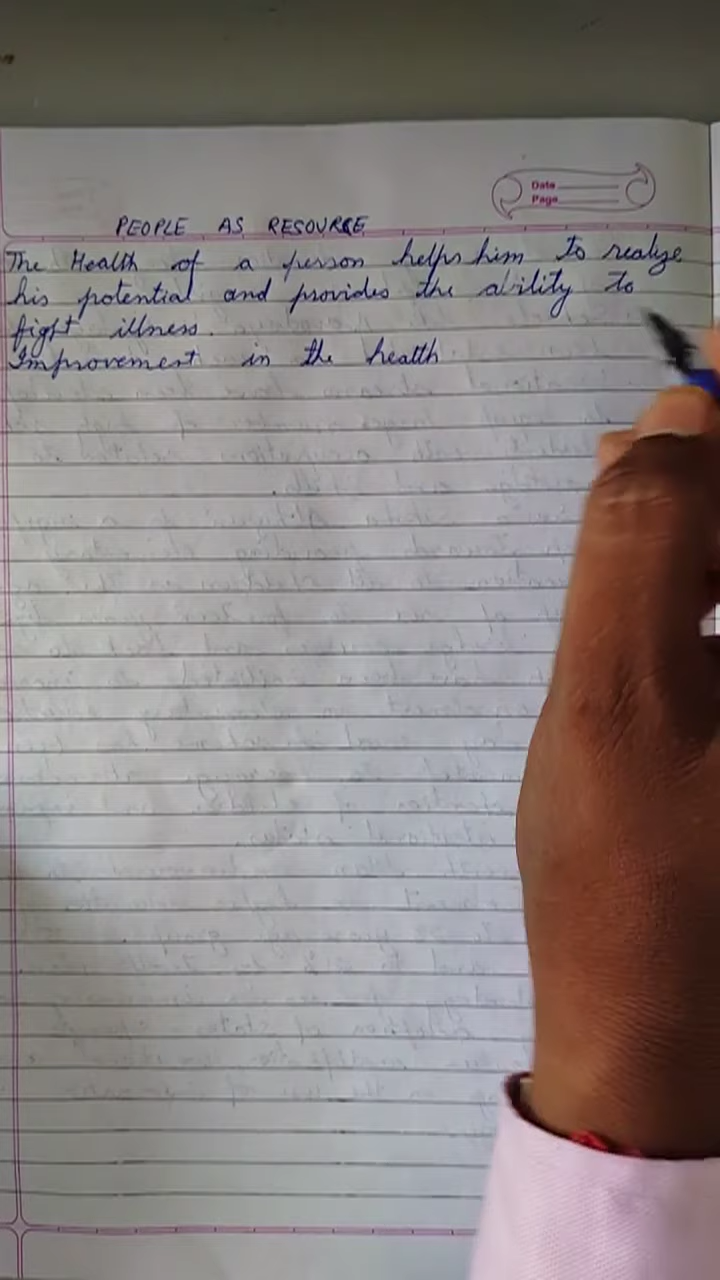 Date
Page
PEOPLE AS RESOURCE
The Health of a person helps him to realize
his potential and provides the ability to
fight illness.
Improvement in the health